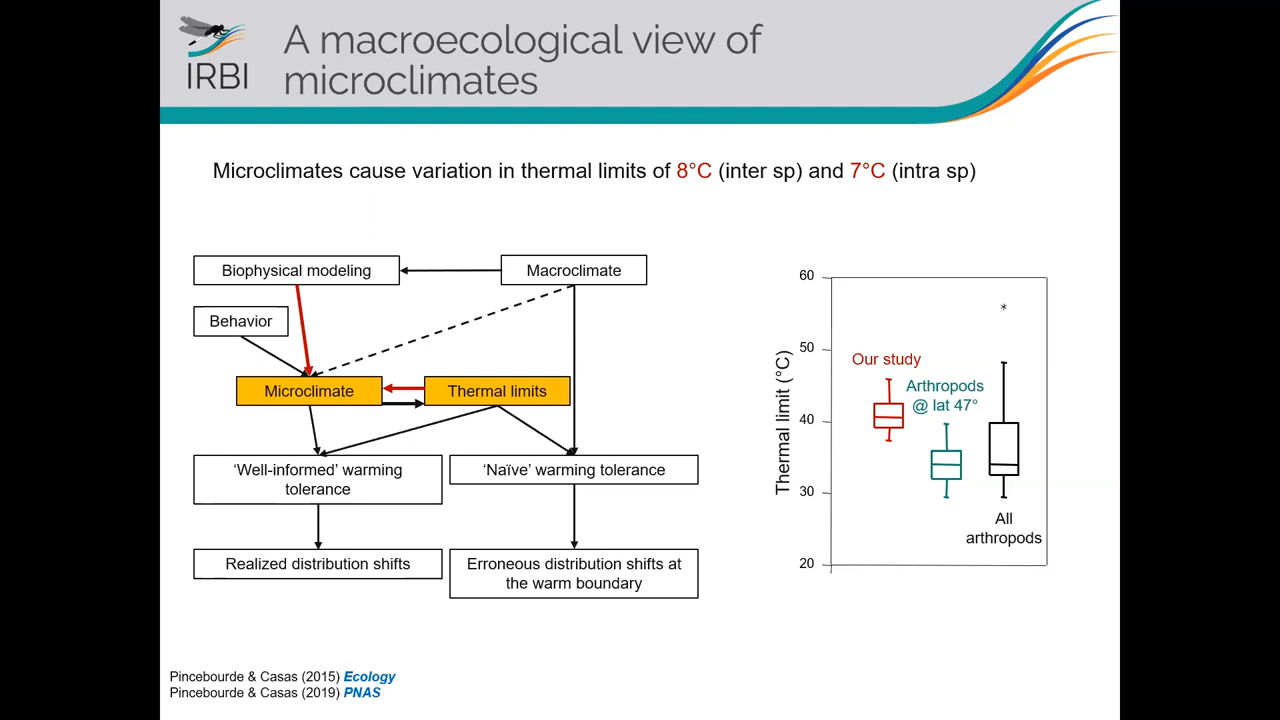 IRBI
A macroecological view of
microclimates
Microclimates cause variation in thermal limits of 8°C (inter sp) and 7°C (intra sp)
Biophysical modeling
Macroclimate
Behavior
Microclimate
Thermal limits
‘Well-informed’ warming
tolerance
‘Naïve’ warming tolerance
Realized distribution shifts
Erroneous distribution shifts at
the warm boundary
Thermal limit (°C)
60
50
40
30
20
*
Our study
Arthropods
@ lat 47°
All
arthropods
Pincebourde & Casas (2015) Ecology
Pincebourde & Casas (2019) PNAS